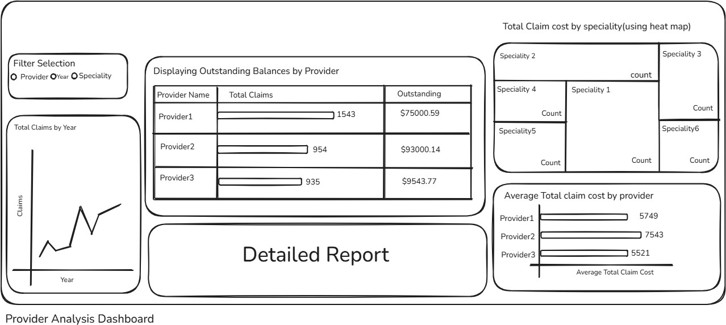 Total Claim cost by speciality(using heat map)
Filter Selection
Provider Year Speciality
Total Claims by Year
Claims
Year
Displaying Outstanding Balances by Provider
Provider Name Total Claims Outstanding
Provider1 1543 $75000.59
Provider2 954 $93000.14
Provider3 935 $9543.77
Detailed Report
Speciality 2
count
Speciality 3
Count
Speciality 4
Count
Speciality 1
Count
Speciality5
Count
Speciality6
Count
Average Total claim cost by provider
Provider1 5749
Provider2 7543
Provider3 5521
Average Total Claim Cost
Provider Analysis Dashboard